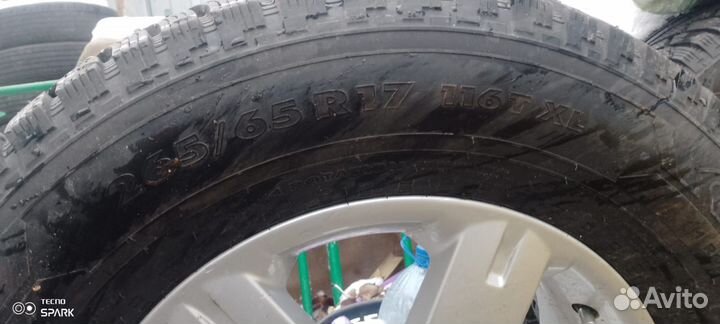 265/65 R17 116T XL
TECNO
SPARK
Avito